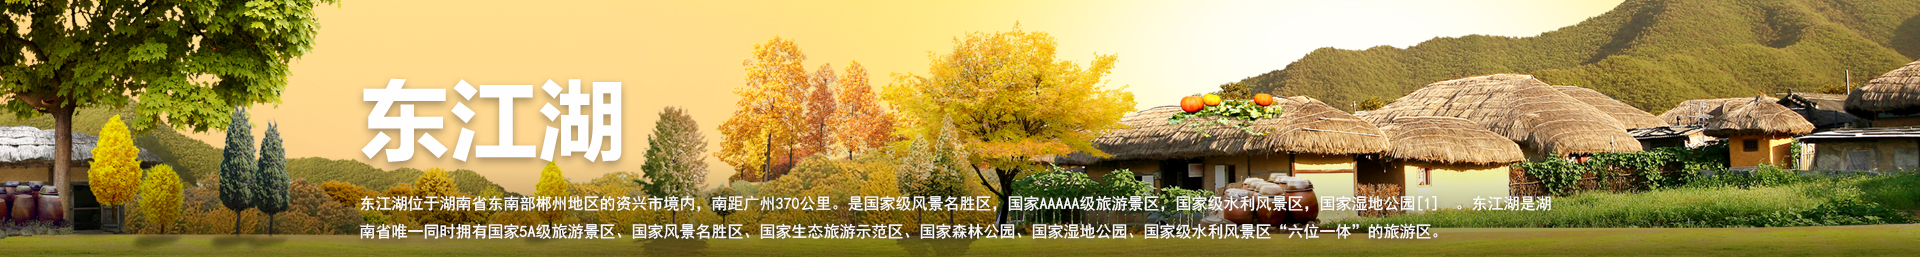 东江湖
东江湖位于湖南省东南部郴州地区的资兴市境内，南距广州370公里。是国家级风景名胜区，国家AAAAA级旅游景区，国家级水利风景区，国家湿地公园[1] 。东江湖是湖
南省唯一同时拥有国家5A级旅游景区、国家风景名胜区、国家生态旅游示范区、国家森林公园、国家湿地公园、国家级水利风景区“六位一体”的旅游区。